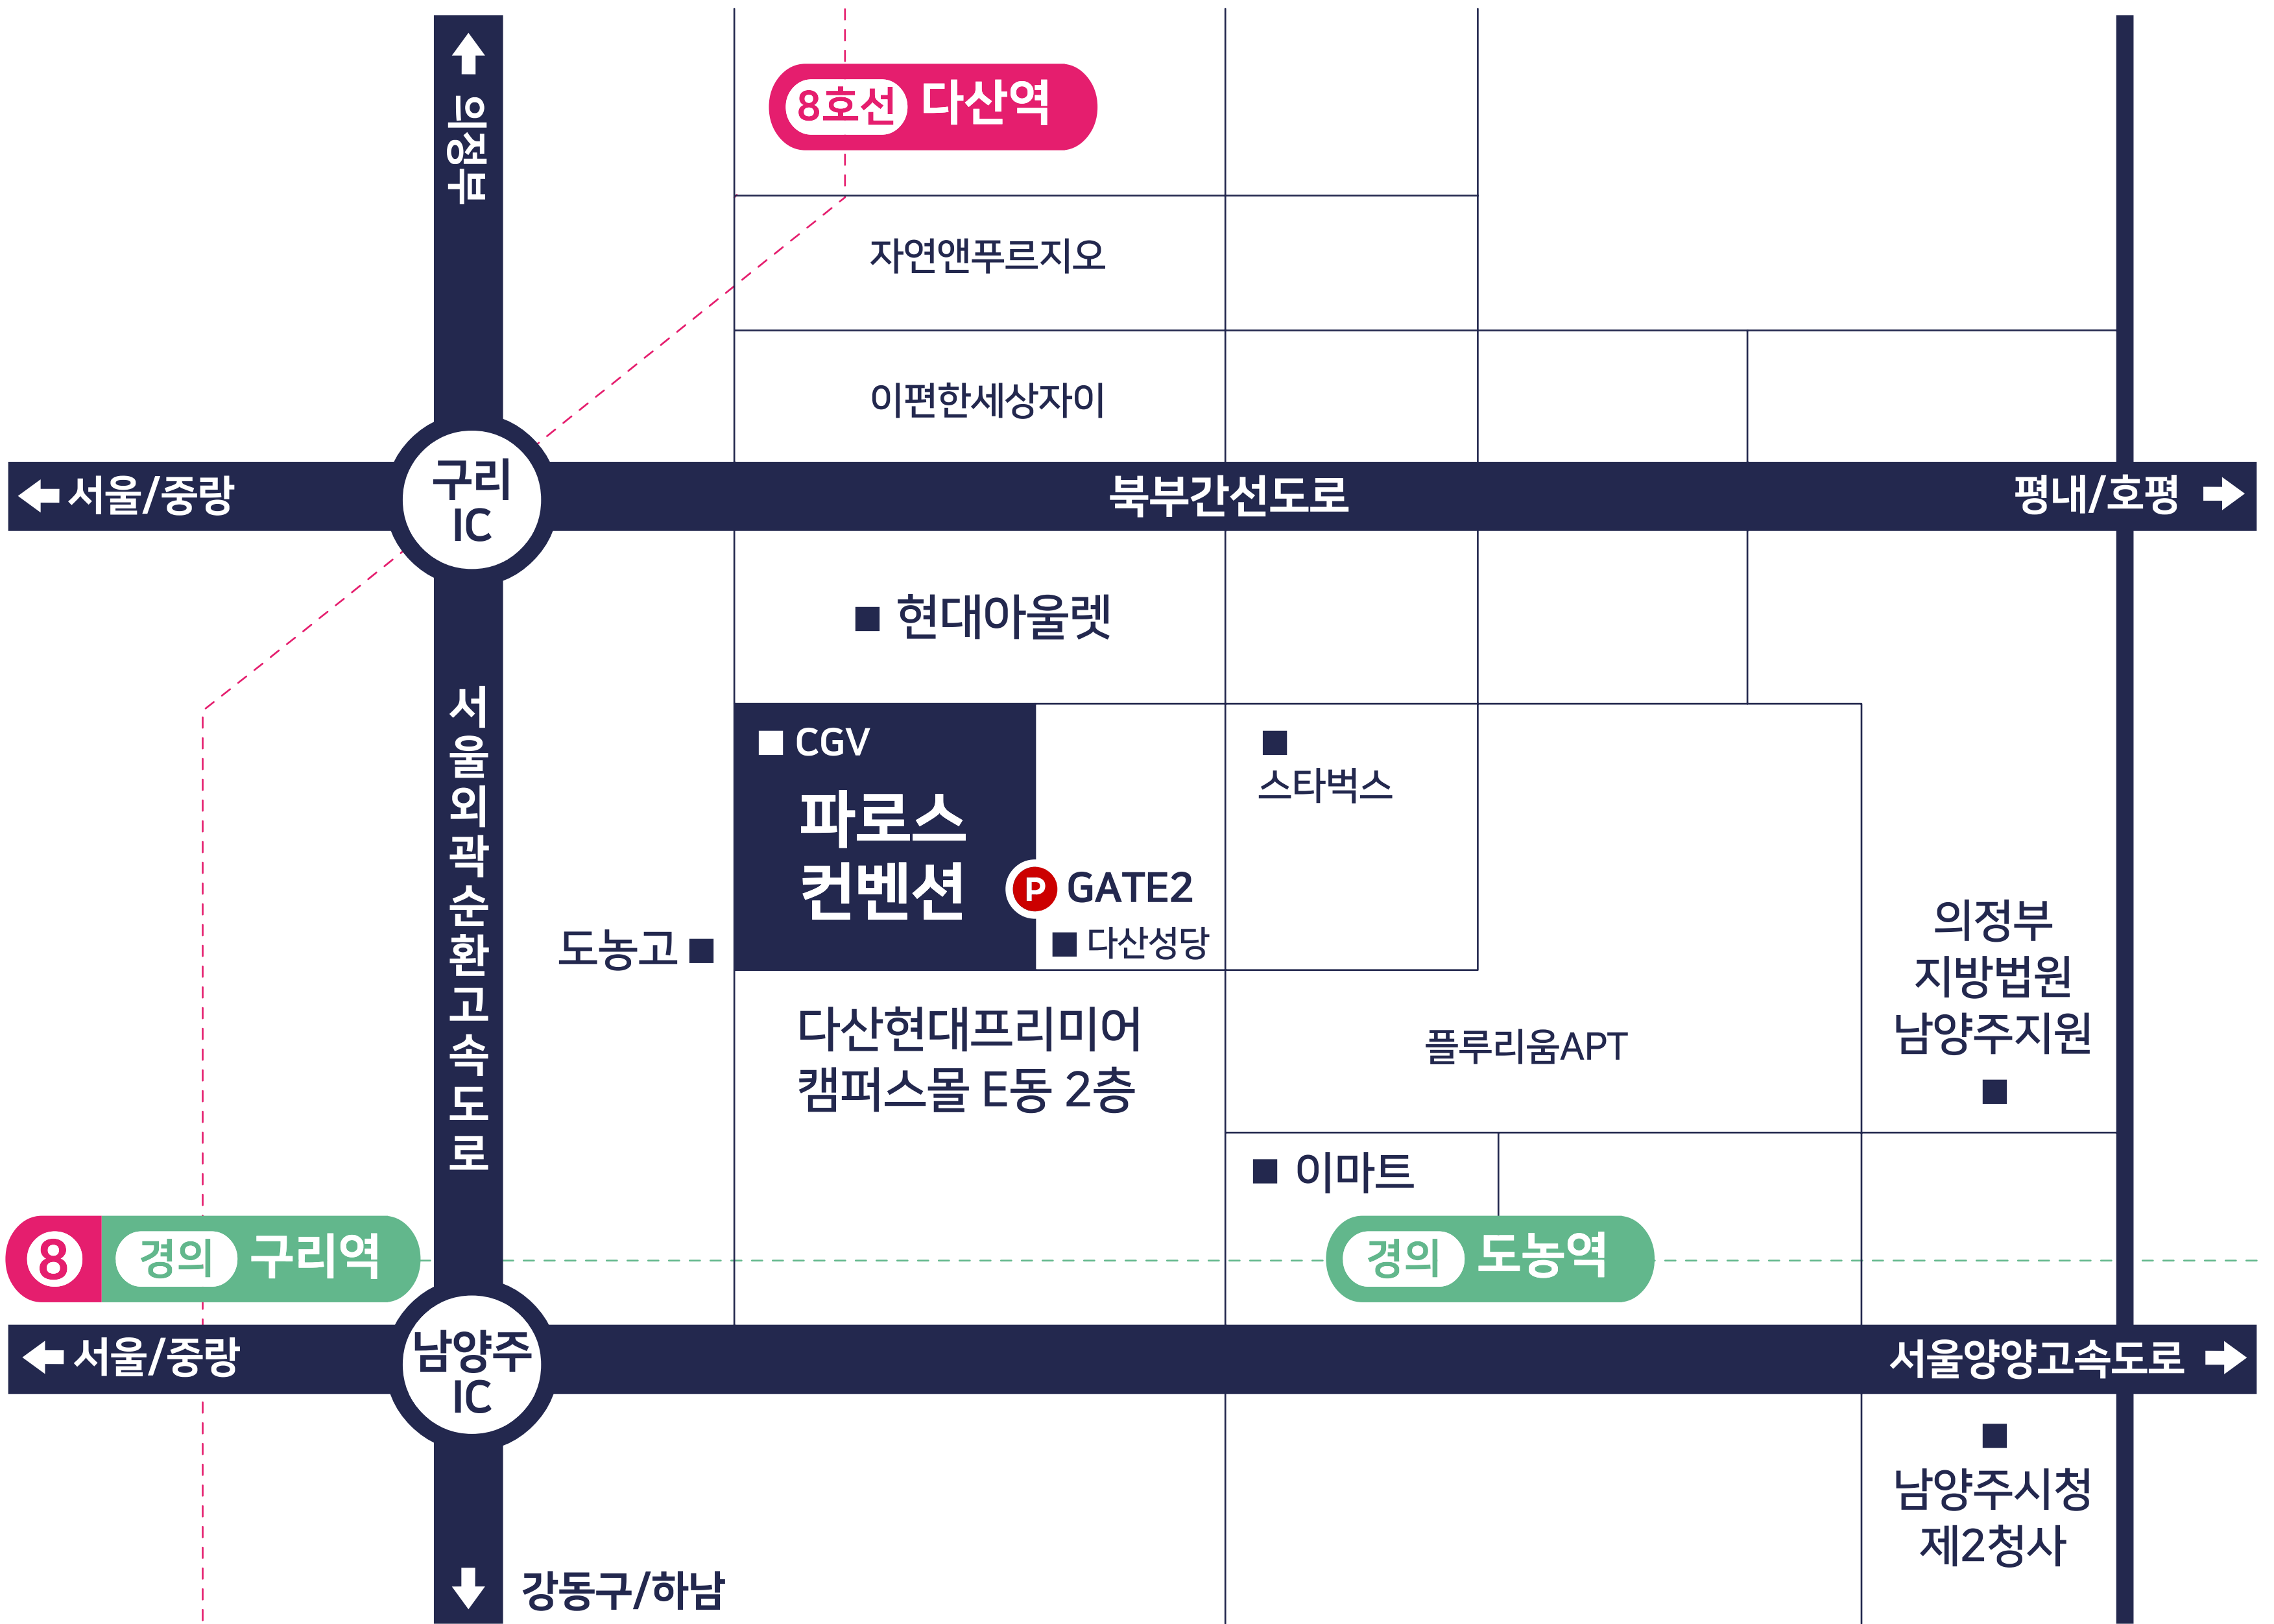 의정부
8호선 다산역
자연앤푸르지오
이편한세상자이
서울/중랑
구리
IC
북부간선도로
평내/호평
현대아울렛
서울외곽순환고속도로
CGV
파로스
컨벤션
스타벅스
P GATE2
다산성당
도농고
다산현대프리미어
캠퍼스몰 E동 2층
플루리움APT
의정부
지방법원
남양주지원
이마트
8 경의 구리역
경의 도농역
서울/중랑
남양주
IC
서울양양고속도로
남양주시청
제2청사
강동구/하남